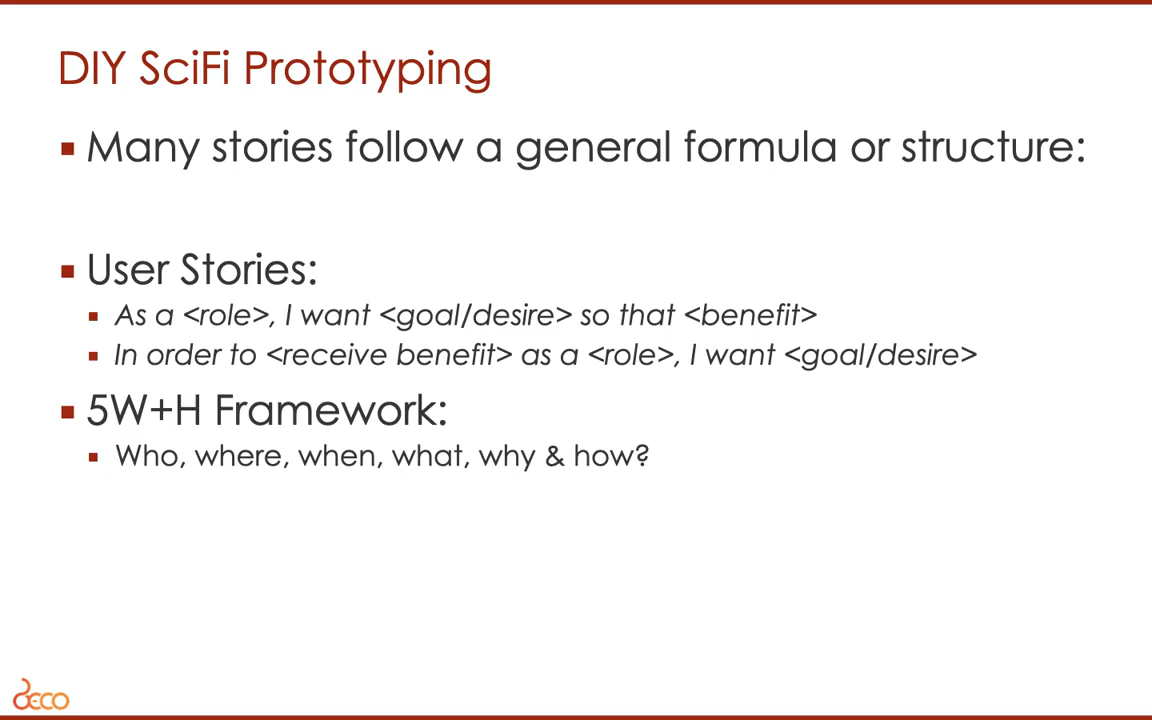 DIY SciFi Prototyping
Many stories follow a general formula or structure:
User Stories:
As a <role>, I want <goal/desire> so that <benefit>
In order to <receive benefit> as a <role>, I want <goal/desire>
5W+H Framework:
Who, where, when, what, why & how?
DECO